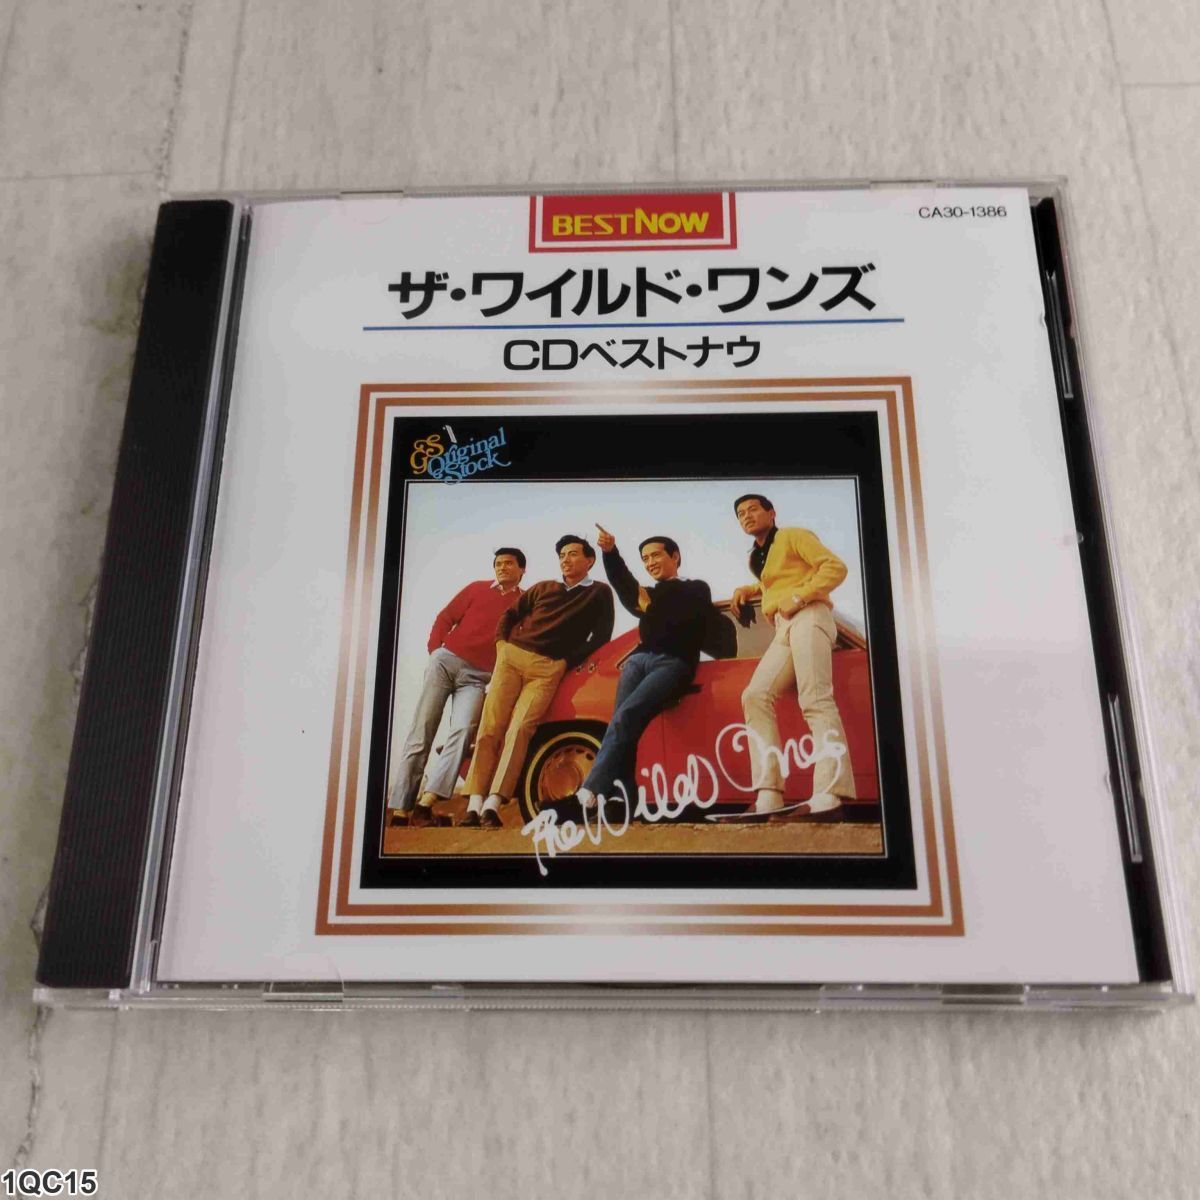 BESTNOW
CA30-1386
ザ・ワイルド・ワンズ
CDベストナウ
GS Original
Stock
The Wild Ones
1QC15